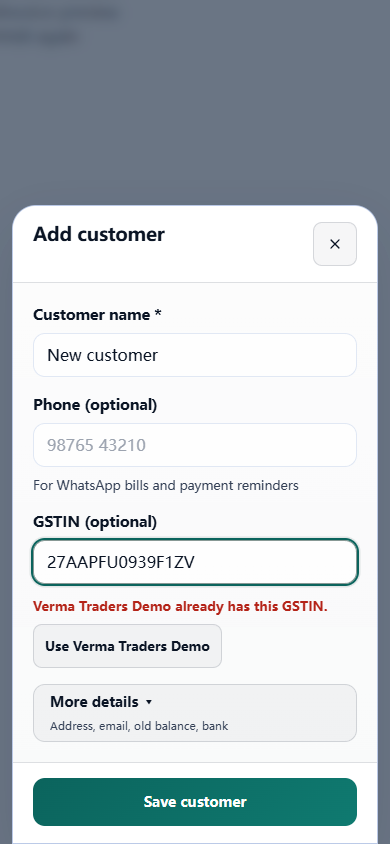 Add customer
×
Customer name *
New customer
Phone (optional)
98765 43210
For WhatsApp bills and payment reminders
GSTIN (optional)
27AAPFU0939F1ZV
Verma Traders Demo already has this GSTIN.
Use Verma Traders Demo
More details ▾
Address, email, old balance, bank
Save customer